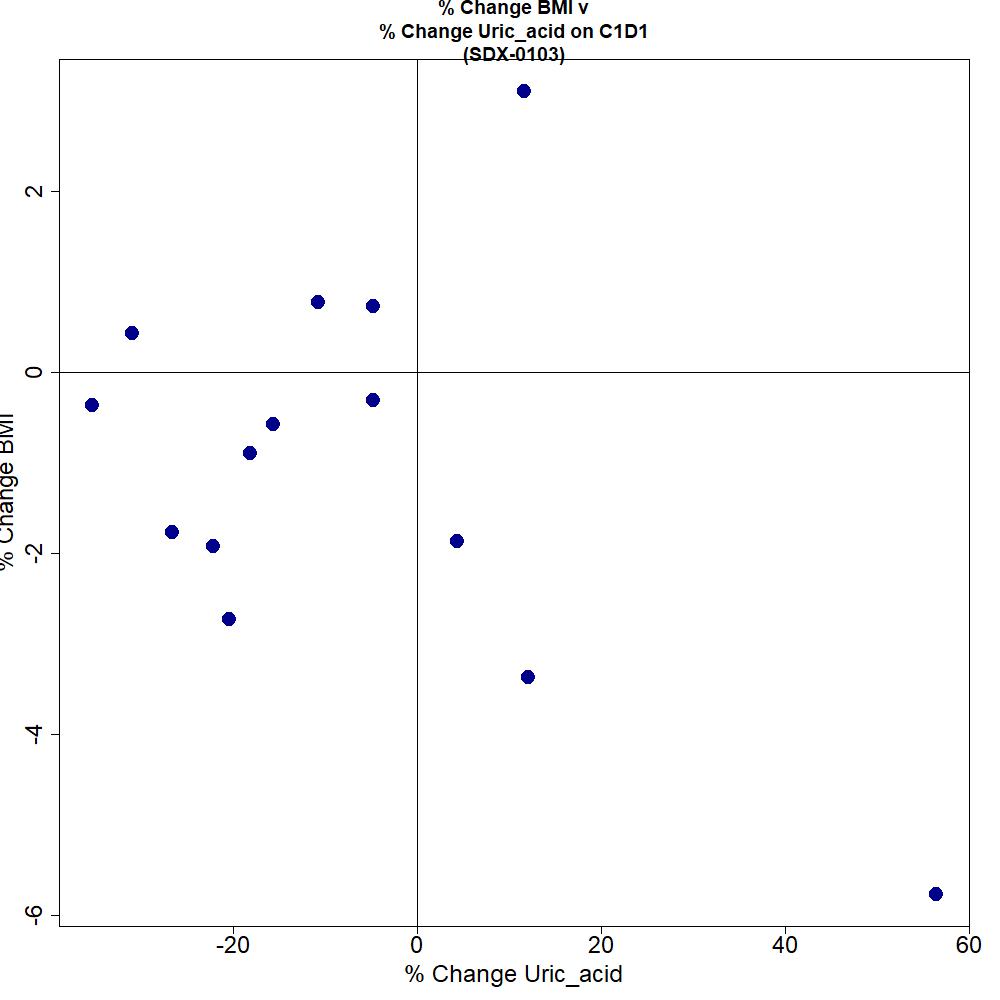 % Change BMI v
% Change Uric_acid on C1D1
(SDX-0103)
2
0
-2
-4
-6
% Change BMI
-20
0
20
40
60
% Change Uric_acid